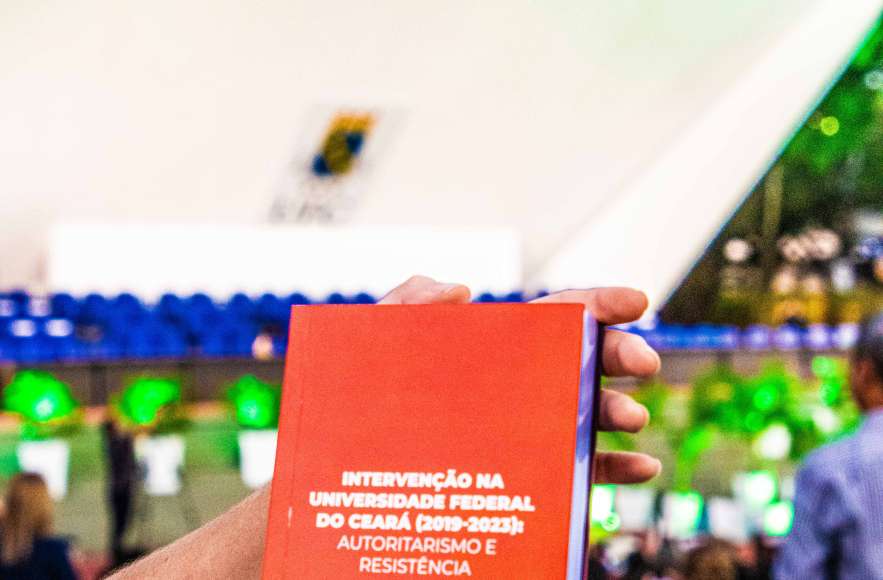 INTERVENÇÃO NA
UNIVERSIDADE FEDERAL
DO CEARÁ (2019-2023):
AUTORITARISMO E
RESISTÊNCIA